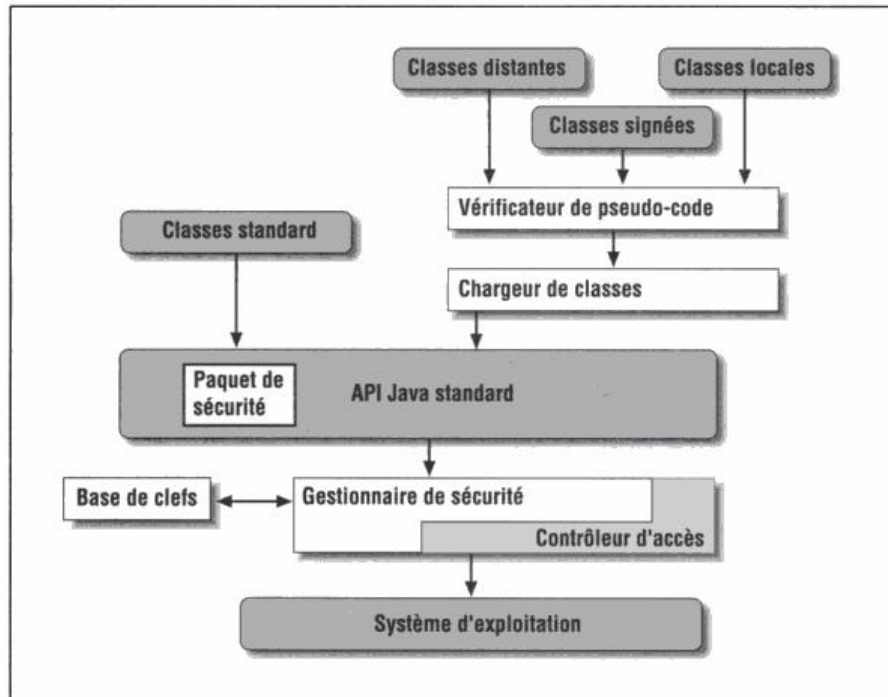 Classes distantes
Classes locales
Classes signées
Vérificateur de pseudo-code
Classes standard
Chargeur de classes
Paquet de
sécurité
API Java standard
Base de clefs
Gestionnaire de sécurité
Contrôleur d'accès
Système d'exploitation